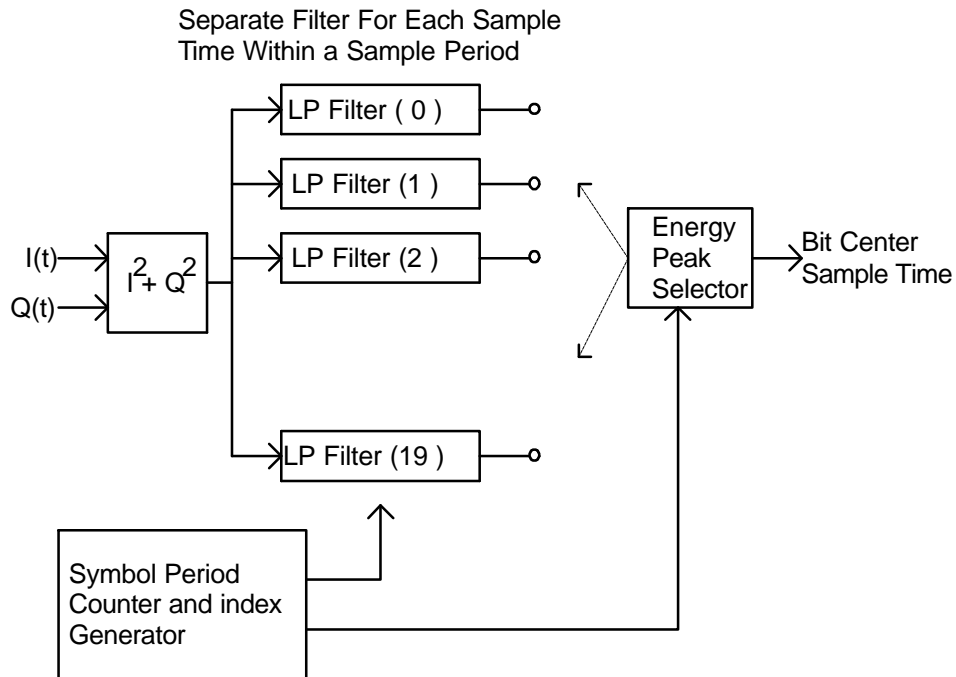 Separate Filter For Each Sample
Time Within a Sample Period
LP Filter ( 0 )
LP Filter (1 )
LP Filter (2 )
I(t)
Q(t)
I² + Q²
Energy
Peak
Selector
Bit Center
Sample Time
LP Filter (19 )
Symbol Period
Counter and index
Generator